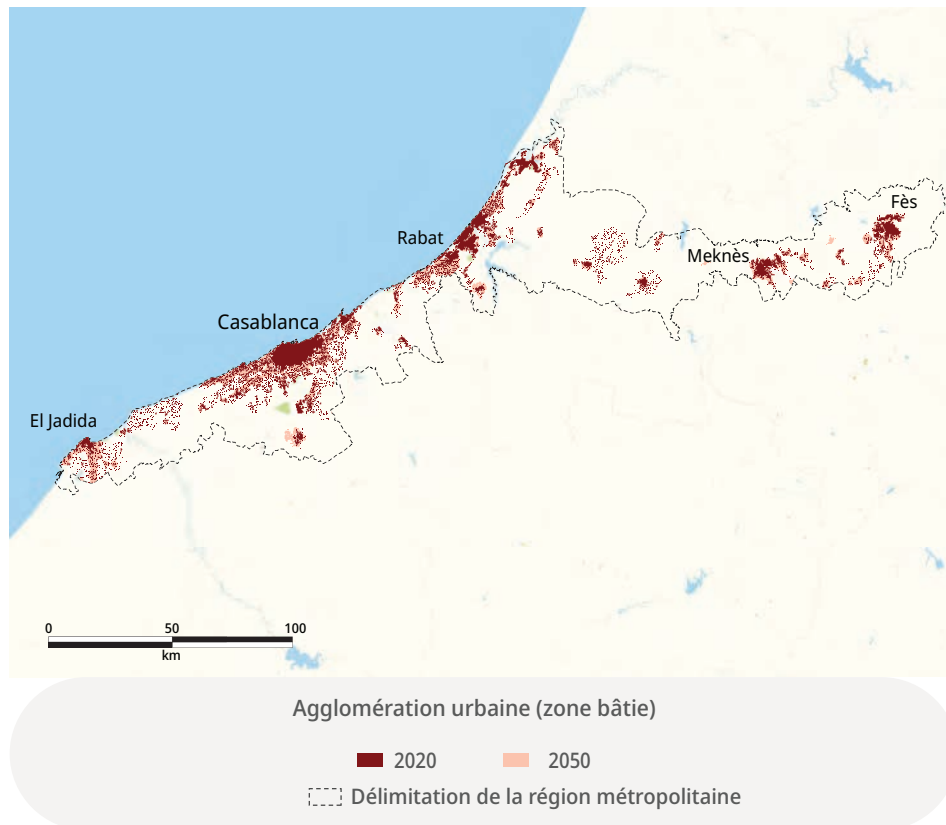 Fès
Rabat
Meknès
Casablanca
El Jadida
0 50 100
km
Agglomération urbaine (zone bâtie)
2020 2050
Délimitation de la région métropolitaine